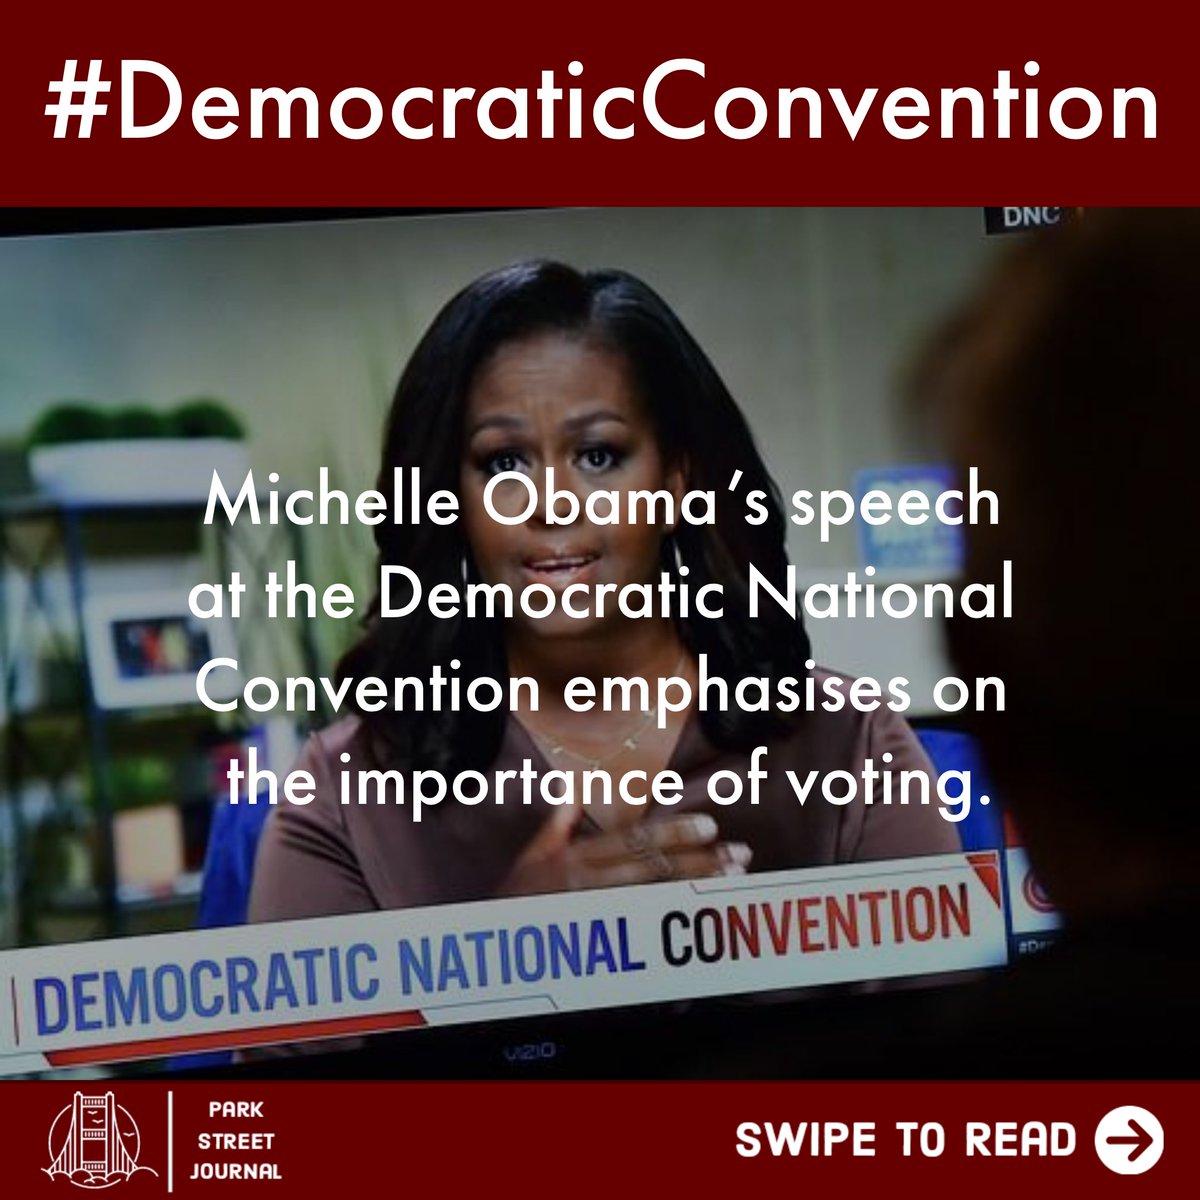 #DemocraticConvention
DNC
Michelle Obama's speech
at the Democratic National
Convention emphasises on
the importance of voting.
DEMOCRATIC NATIONAL CONVENTION
VIZIO
PARK
STREET
JOURNAL
SWIPE TO READ